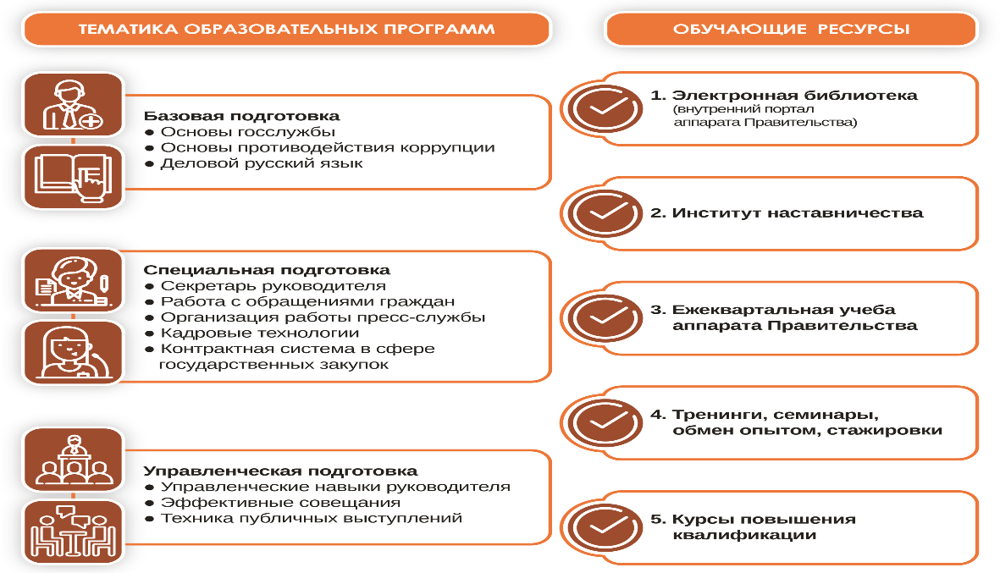 ТЕМАТИКА ОБРАЗОВАТЕЛЬНЫХ ПРОГРАММ
Базовая подготовка
● Основы госслужбы
● Основы противодействия коррупции
● Деловой русский язык
Специальная подготовка
● Секретарь руководителя
● Работа с обращениями граждан
● Организация работы пресс-службы
● Кадровые технологии
● Контрактная система в сфере
государственных закупок
Управленческая подготовка
● Управленческие навыки руководителя
● Эффективные совещания
● Техника публичных выступлений
ОБУЧАЮЩИЕ РЕСУРСЫ
1. Электронная библиотека
(внутренний портал
аппарата Правительства)
2. Институт наставничества
3. Ежеквартальная учеба
аппарата Правительства
4. Тренинги, семинары,
обмен опытом, стажировки
5. Курсы повышения
квалификации